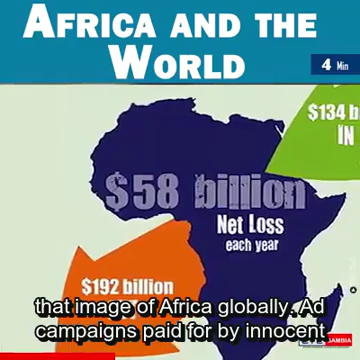 AFRICA AND THE
WORLD
4 Min
$134 b
IN
$58 billion
Net Loss
each year
$192 billion
that image of Africa globally. Ad
campaigns paid for by innocent
GAMBIA